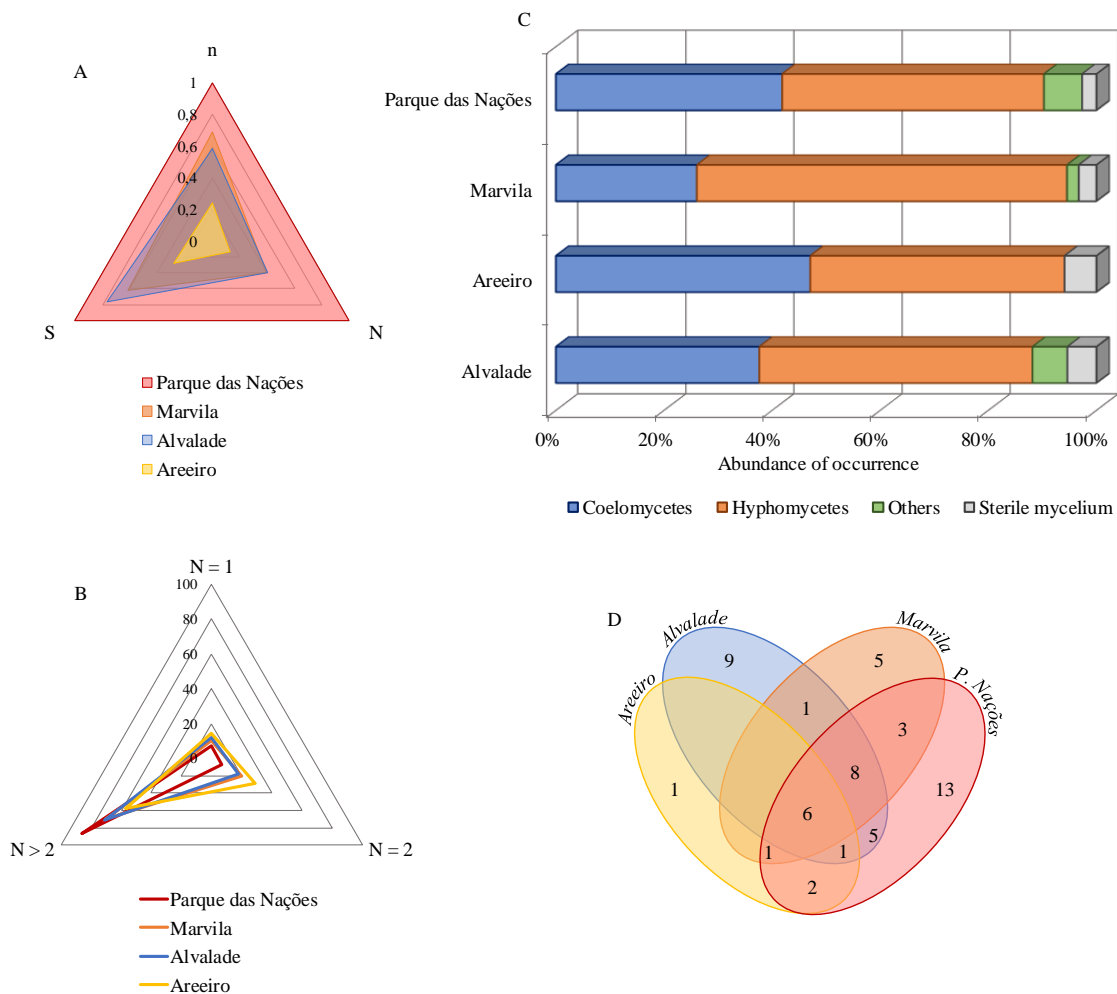 A
n
1
0,8
0,6
0,4
0,2
0
S
N
Parque das Nações
Marvila
Alvalade
Areeiro
B
N = 1
100
80
60
40
20
0
N > 2
N = 2
Parque das Nações
Marvila
Alvalade
Areeiro
C
Parque das Nações
Marvila
Areeiro
Alvalade
0% 20% 40% 60% 80% 100%
Abundance of occurrence
Coelomycetes Hyphomycetes Others Sterile mycelium
D
Areeiro
Alvalade
Marvila
P. Nações
9
5
1
3
1
8
13
6
5
1
1
2